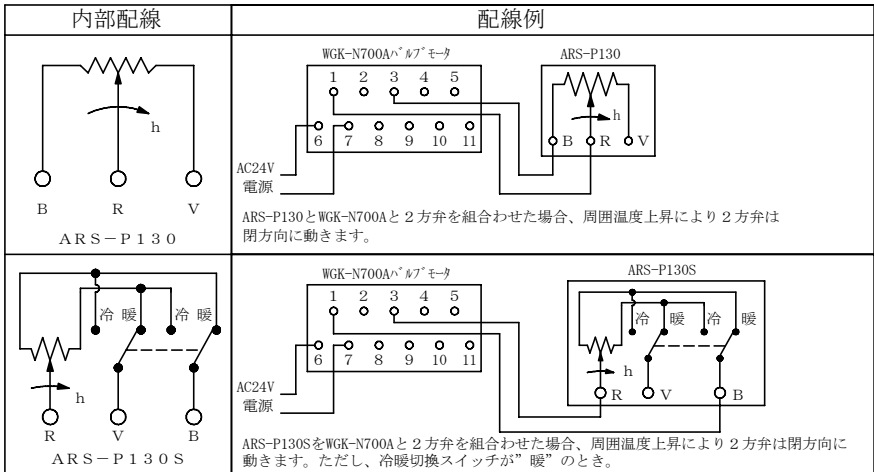 内部配線
配線例
B R V
h
ARS-P130
WGK-N700Aバルブモータ
1 2 3 4 5
6 7 8 9 10 11
AC24V
電源
ARS-P130
h
B R V
ARS-P130とWGK-N700Aと2方弁を組合わせた場合、周囲温度上昇により2方弁は
閉方向に動きます。
冷 暖 冷 暖
h
R V B
ARS-P130S
WGK-N700Aバルブモータ
1 2 3 4 5
6 7 8 9 10 11
AC24V
電源
ARS-P130S
冷 暖 冷 暖
h
R V B
ARS-P130SをWGK-N700Aと2方弁を組合わせた場合、周囲温度上昇により2方弁は閉方向に
動きます。ただし、冷暖切換スイッチが”暖”のとき。